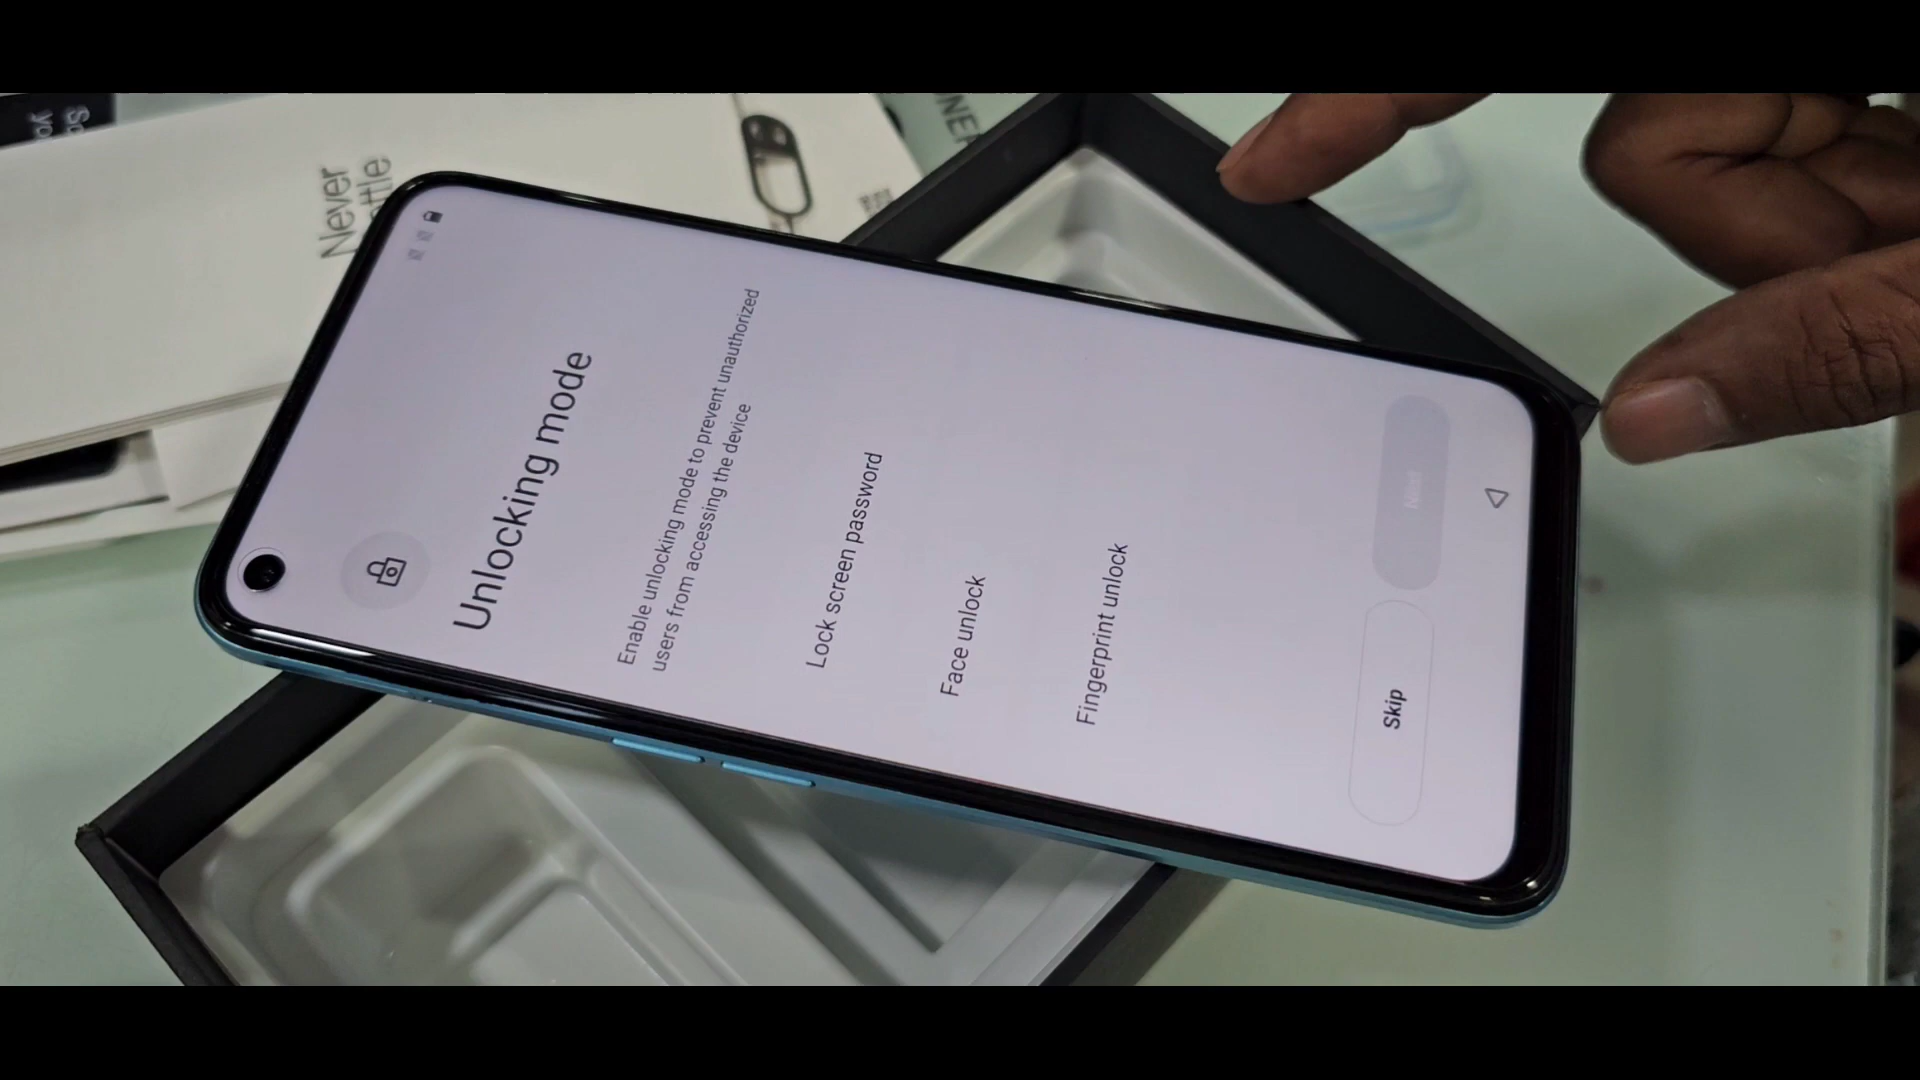 Unlocking mode
Enable unlocking mode to prevent unauthorized
users from accessing the device
Lock screen password
Face unlock
Fingerprint unlock
Skip
Next
Never